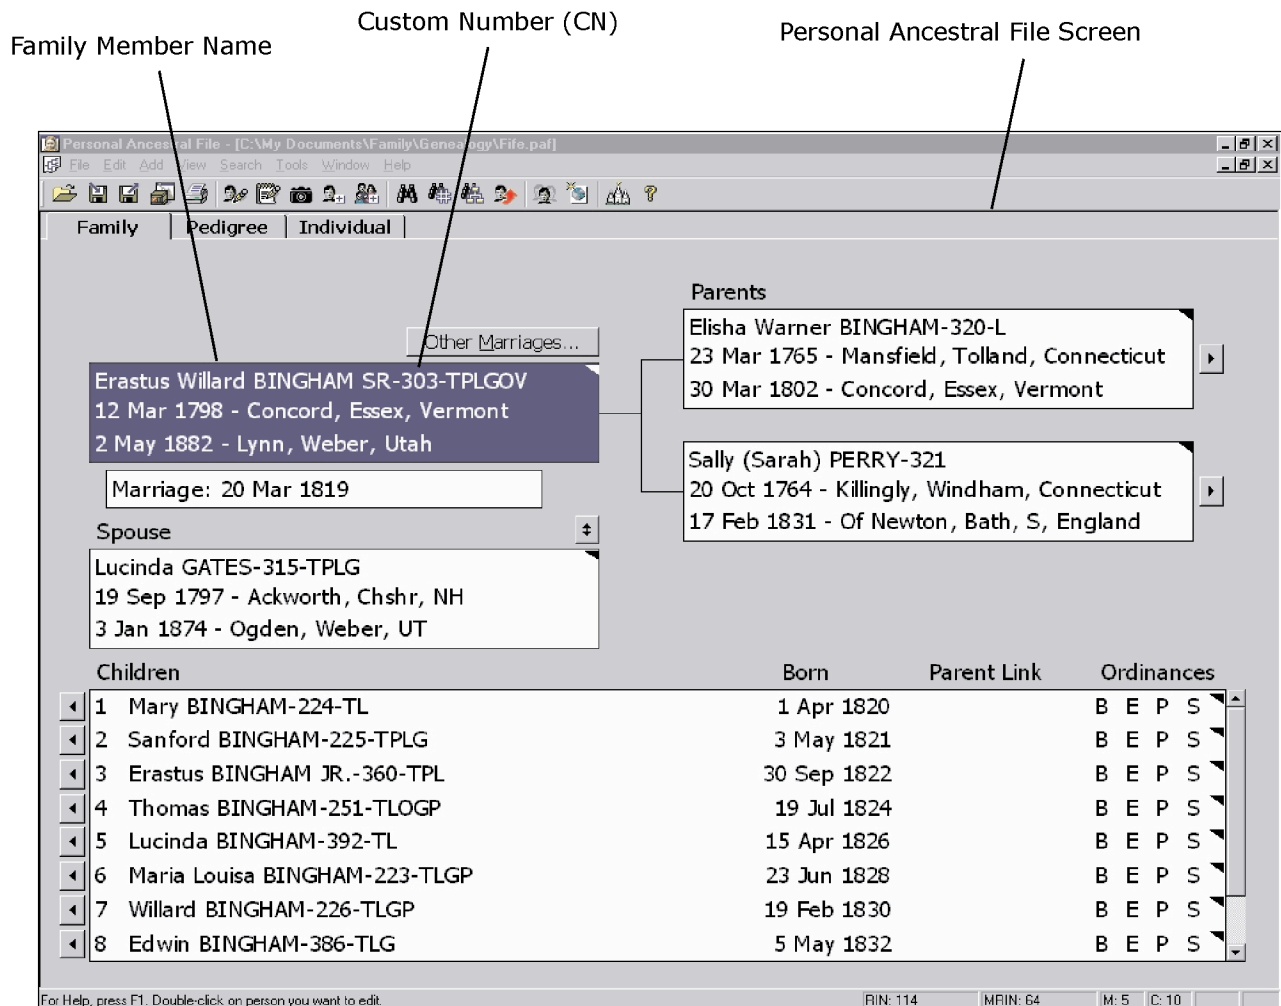 Custom Number (CN)
Family Member Name
Personal Ancestral File Screen
Personal Ancestral File - [C:\My Documents\Family\Genealogy\Fife.paf]
File Edit Add View Search Tools Window Help
Family Pedigree Individual
Parents
Other Marriages...
Elisha Warner BINGHAM-320-L
23 Mar 1765 - Mansfield, Tolland, Connecticut
30 Mar 1802 - Concord, Essex, Vermont
Erastus Willard BINGHAM SR-303-TPLGOV
12 Mar 1798 - Concord, Essex, Vermont
2 May 1882 - Lynn, Weber, Utah
Sally (Sarah) PERRY-321
20 Oct 1764 - Killingly, Windham, Connecticut
17 Feb 1831 - Of Newton, Bath, S, England
Marriage: 20 Mar 1819
Spouse
Lucinda GATES-315-TPLG
19 Sep 1797 - Ackworth, Chshr, NH
3 Jan 1874 - Ogden, Weber, UT
Children Born Parent Link Ordinances
1 Mary BINGHAM-224-TL 1 Apr 1820 B E P S
2 Sanford BINGHAM-225-TPLG 3 May 1821 B E P S
3 Erastus BINGHAM JR.-360-TPL 30 Sep 1822 B E P S
4 Thomas BINGHAM-251-TLOGP 19 Jul 1824 B E P S
5 Lucinda BINGHAM-392-TL 15 Apr 1826 B E P S
6 Maria Louisa BINGHAM-223-TLGP 23 Jun 1828 B E P S
7 Willard BINGHAM-226-TLGP 19 Feb 1830 B E P S
8 Edwin BINGHAM-386-TLG 5 May 1832 B E P S
For Help, press F1. Double-click on person you want to edit. RIN: 114 MRIN: 64 M: 5 C: 10